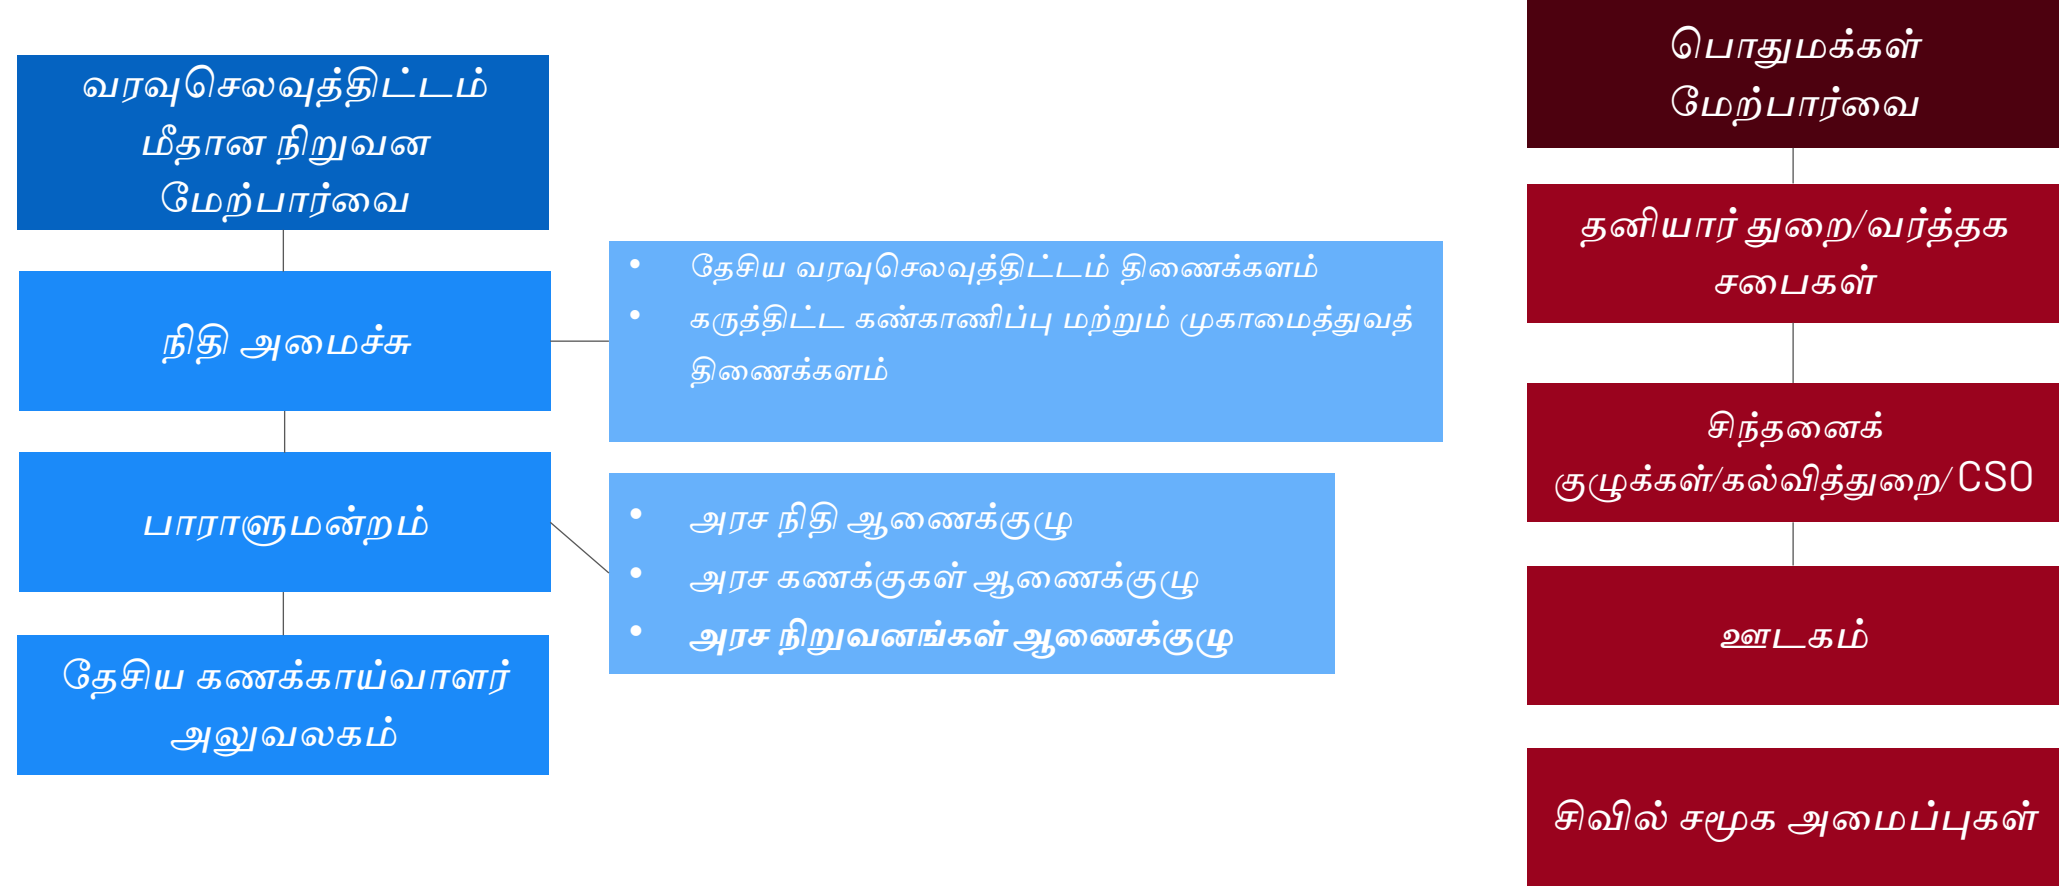 வரவுசெலவுத்திட்டம்
மீதான நிறுவன
மேற்பார்வை
நிதி அமைச்சு
• தேசிய வரவுசெலவுத்திட்டம் திணைக்களம்
• கருத்திட்ட கண்காணிப்பு மற்றும் முகாமைத்துவத்
திணைக்களம்
பாராளுமன்றம்
• அரச நிதி ஆணைக்குழு
• அரச கணக்குகள் ஆணைக்குழு
• அரச நிறுவனங்கள் ஆணைக்குழு
தேசிய கணக்காய்வாளர்
அலுவலகம்
பொதுமக்கள்
மேற்பார்வை
தனியார் துறை/வர்த்தக
சபைகள்
சிந்தனைக்
குழுக்கள்/கல்வித்துறை/ CSO
ஊடகம்
சிவில் சமூக அமைப்புகள்